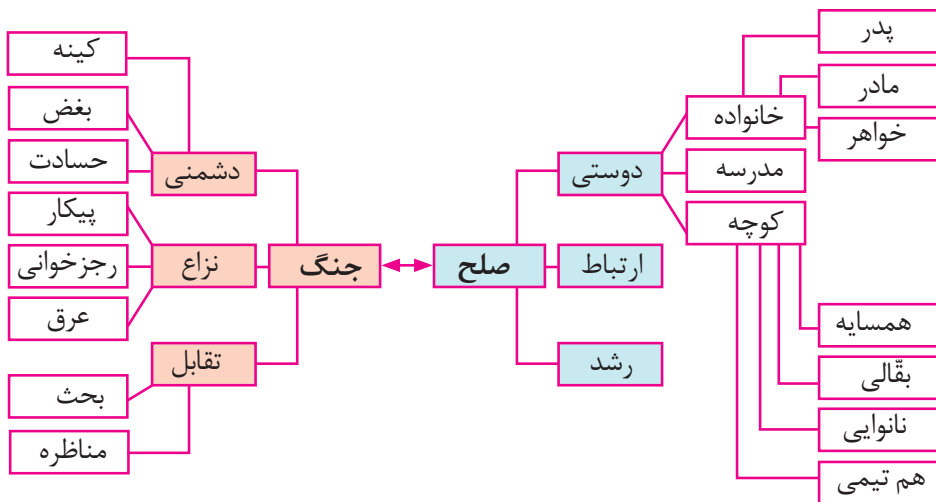 پدر
مادر
خانواده
خواهر
دوستی
مدرسه
کوچه
صلح
ارتباط
رشد
همسایه
بقّالی
نانوایی
هم تیمی
جنگ
دشمنی
کینه
بغض
حسادت
نزاع
پیکار
رجزخوانی
عرق
تقابل
بحث
مناظره